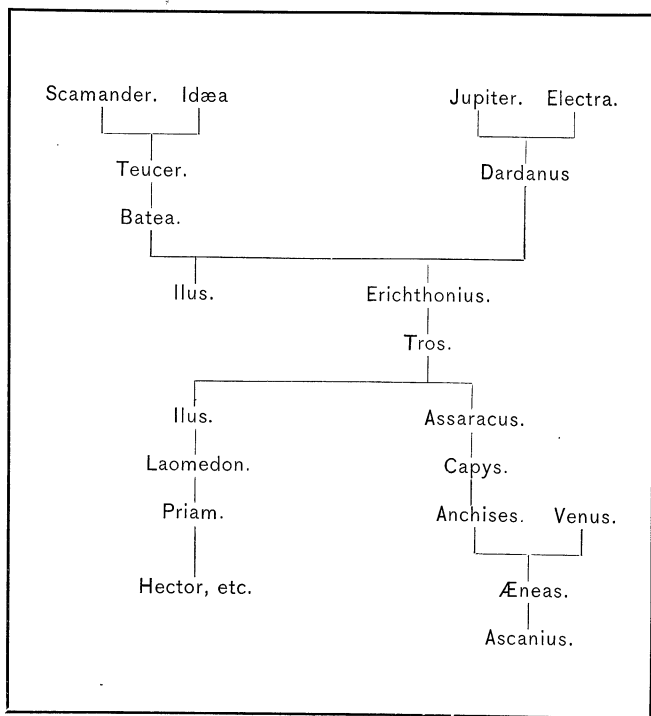 Scamander. Idæa Jupiter. Electra.
Teucer. Dardanus
Batea.
Ilus. Erichthonius.
Tros.
Ilus. Assaracus.
Laomedon. Capys.
Priam. Anchises. Venus.
Hector, etc. Æneas.
Ascanius.